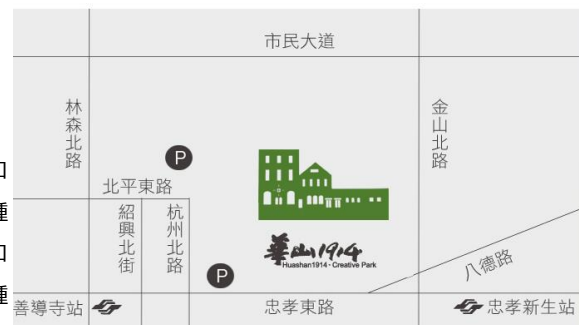 市民大道
林森北路
金山北路
P
北平東路
紹興北街
杭州北路
華山1914
Huashan1914・Creative Park
P
八德路
善導寺站
忠孝東路
忠孝新生站